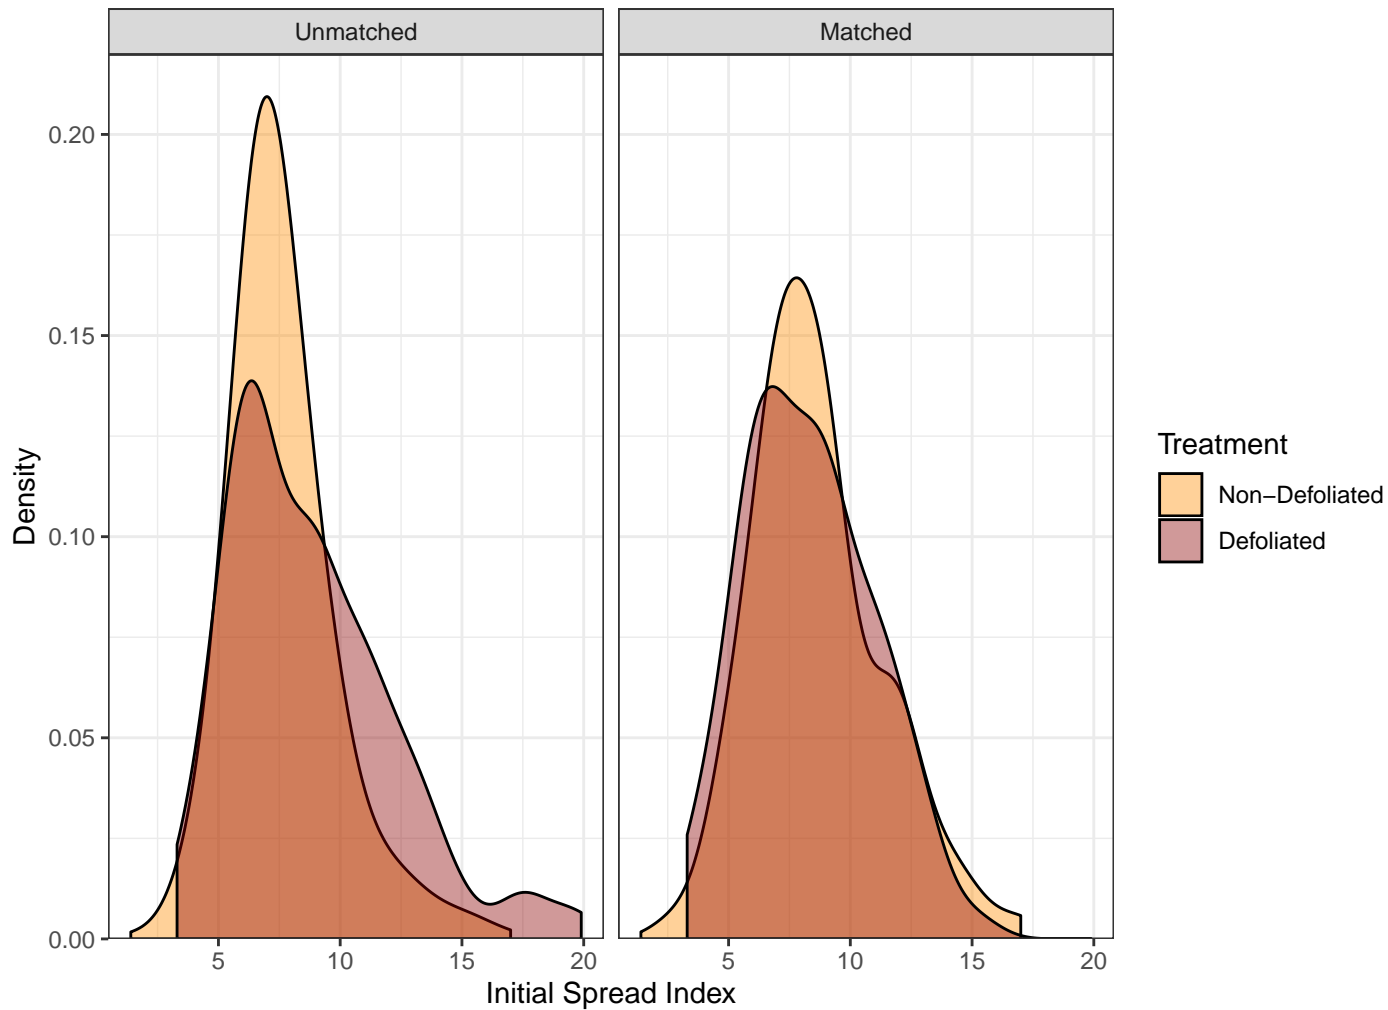 Unmatched
Matched
0.20
0.15
0.10
0.05
0.00
Density
5
10
15
20
5
10
15
20
Initial Spread Index
Treatment
Non−Defoliated
Defoliated